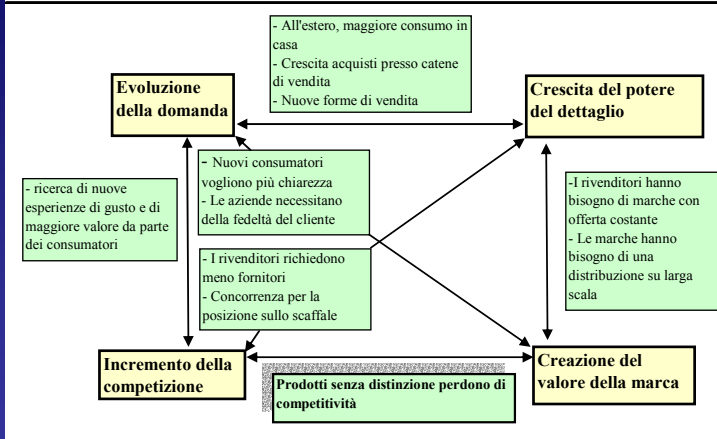 - All'estero, maggiore consumo in
casa
- Crescita acquisti presso catene
di vendita
- Nuove forme di vendita
Evoluzione
della domanda
Crescita del potere
del dettaglio
- Nuovi consumatori
vogliono più chiarezza
- Le aziende necessitano
della fedeltà del cliente
- ricerca di nuove
esperienze di gusto e di
maggiore valore da parte
dei consumatori
-I rivenditori hanno
bisogno di marche con
offerta costante
- Le marche hanno
bisogno di una
distribuzione su larga
scala
- I rivenditori richiedono
meno fornitori
- Concorrenza per la
posizione sullo scaffale
Incremento della
competizione
Creazione del
valore della marca
Prodotti senza distinzione perdono di
competitività